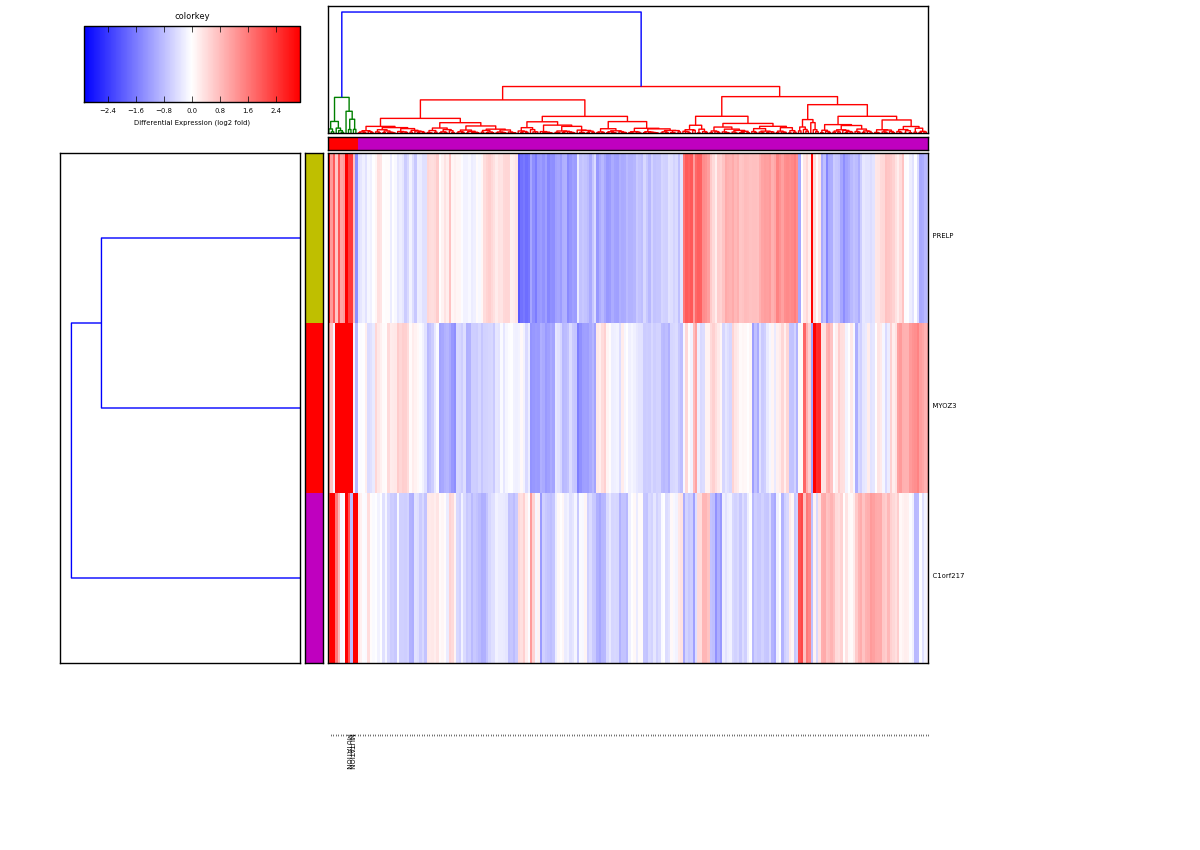 colorkey
−2.4 −1.6 −0.8 0.0 0.8 1.6 2.4
Differential Expression (log2 fold)
PRELP
MYOZ3
C1orf217
MUTATION
MUTATION